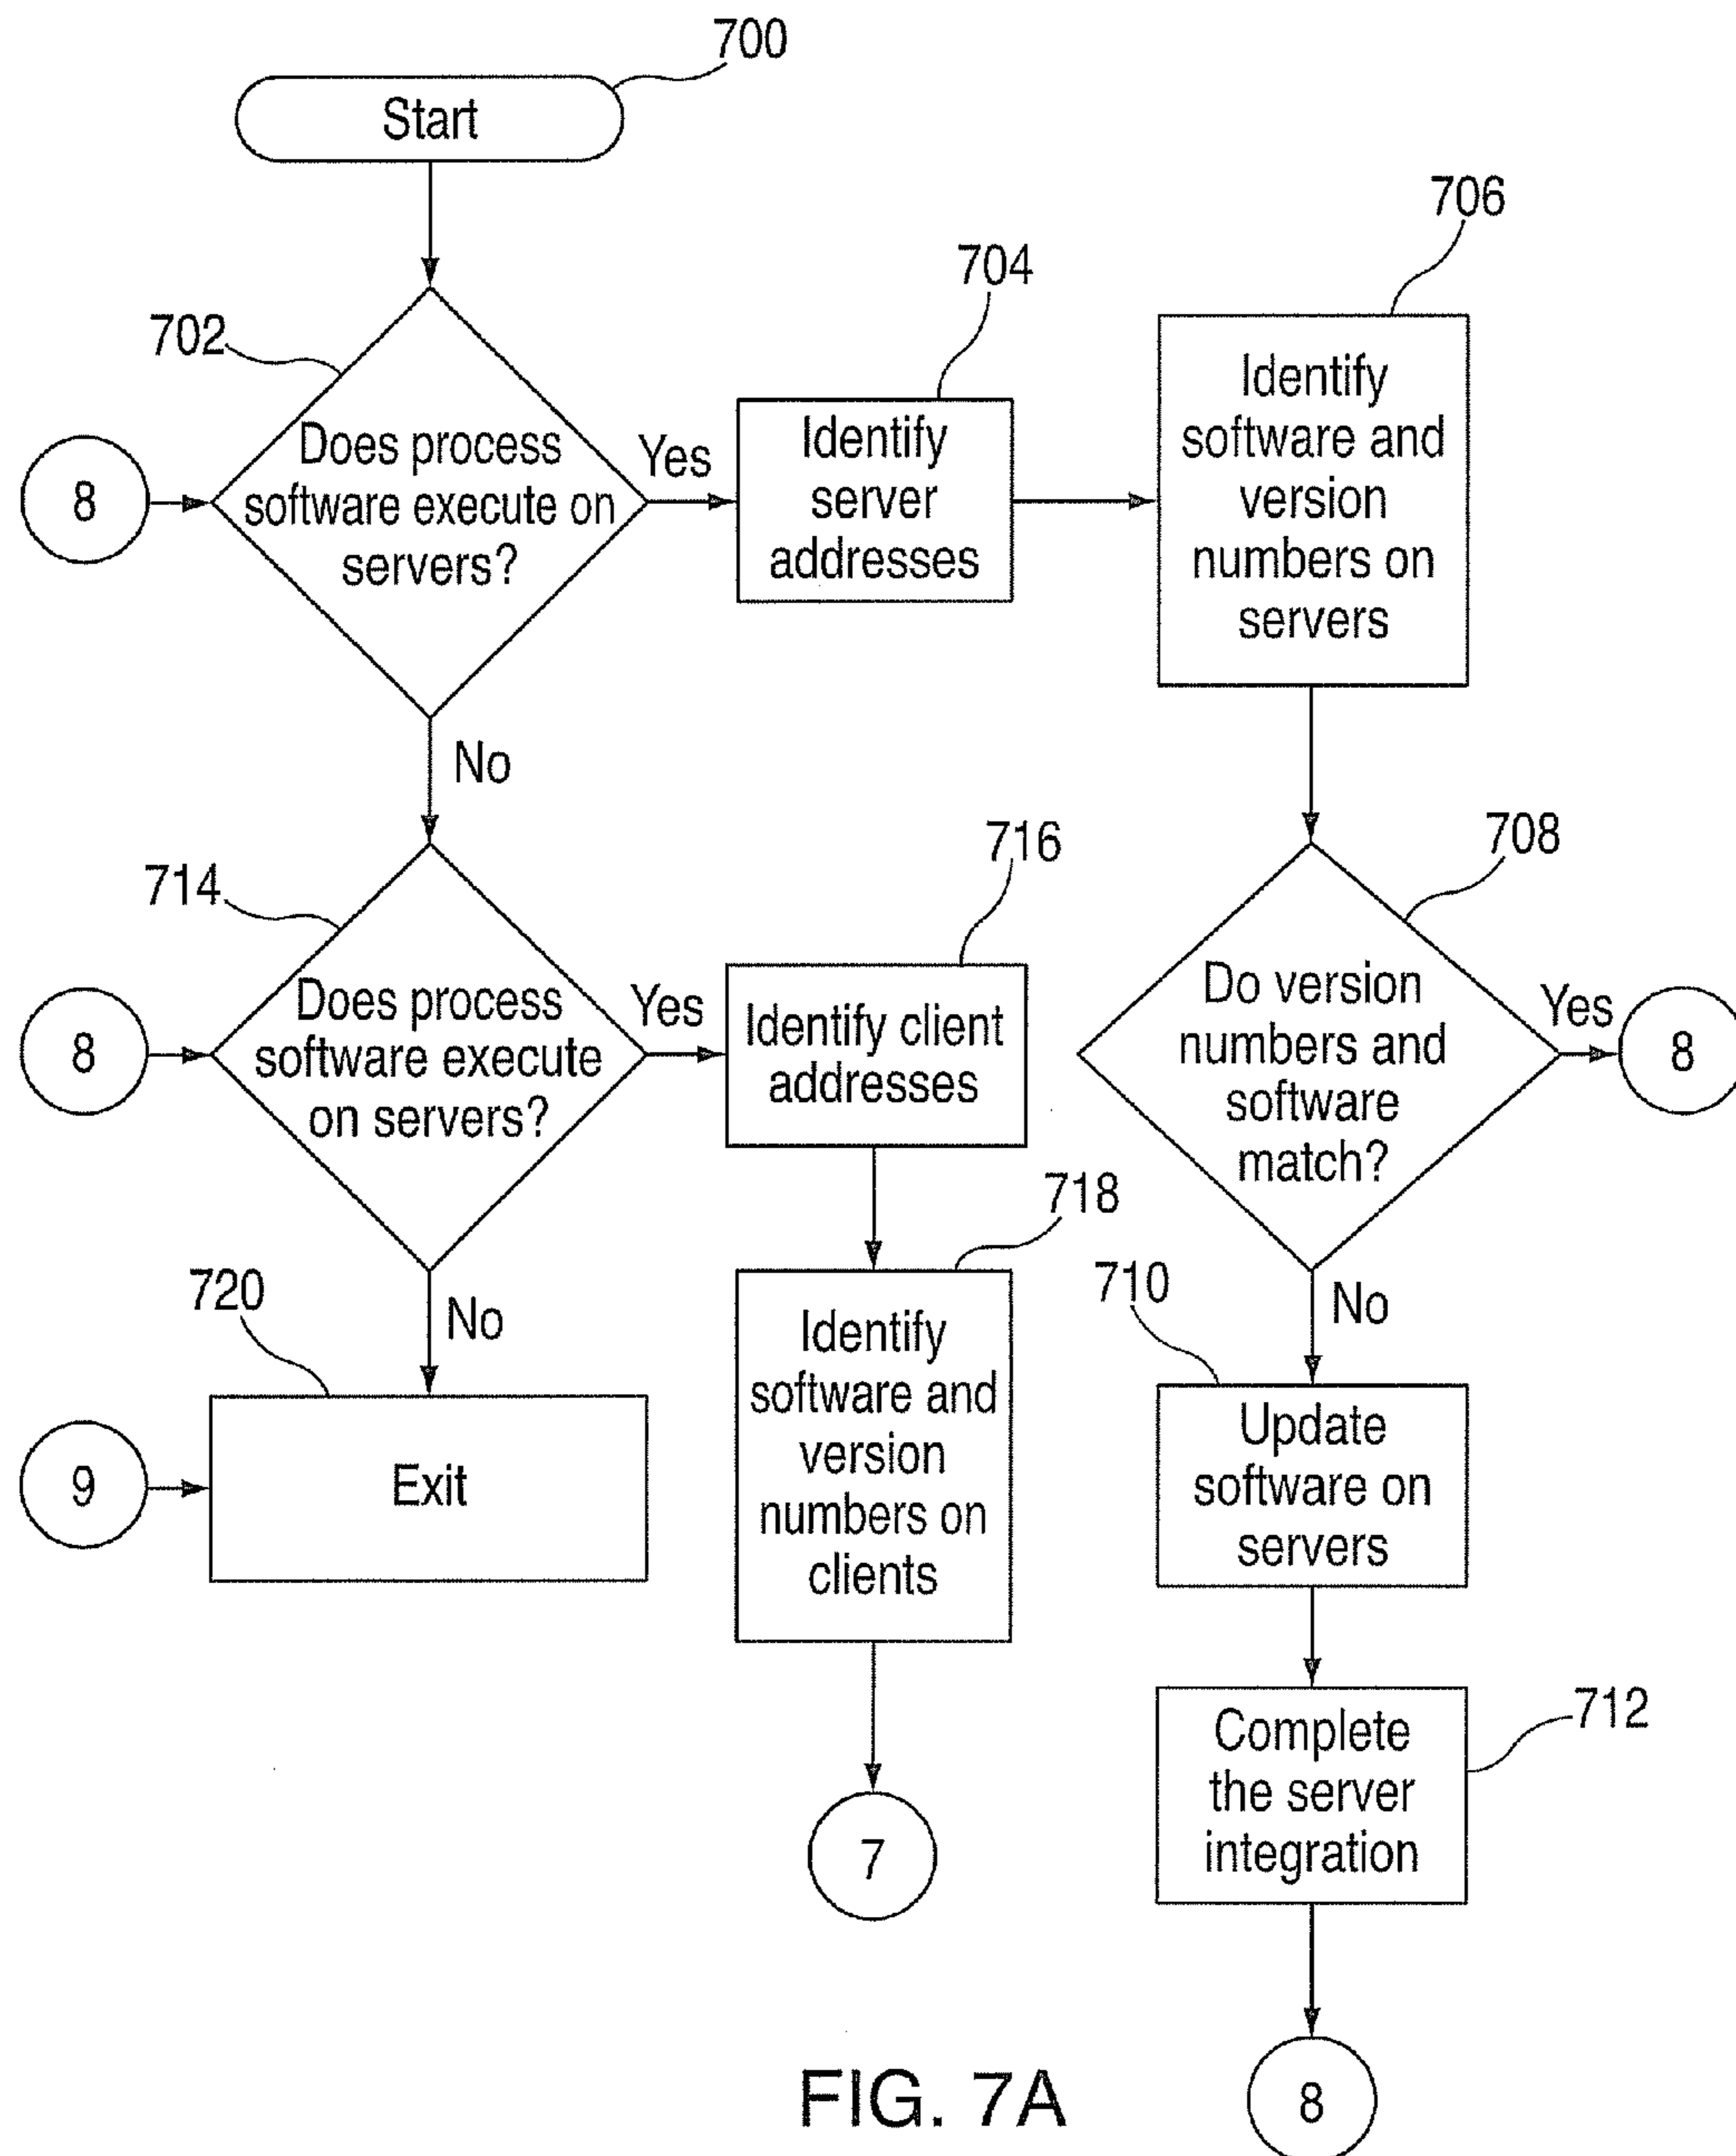 700
Start
706
704
702
Identify
software and
version
numbers on
servers
Does process
software execute on
servers?
8
Yes
Identify
server
addresses
No
708
716
714
Do version
numbers and
software
match?
Yes
8
Does process
software execute
on servers?
8
Yes
Identify client
addresses
718
710
720
No
No
Identify
software and
version
numbers on
clients
Update
software on
servers
9
Exit
712
Complete
the server
integration
7
8
FIG. 7A